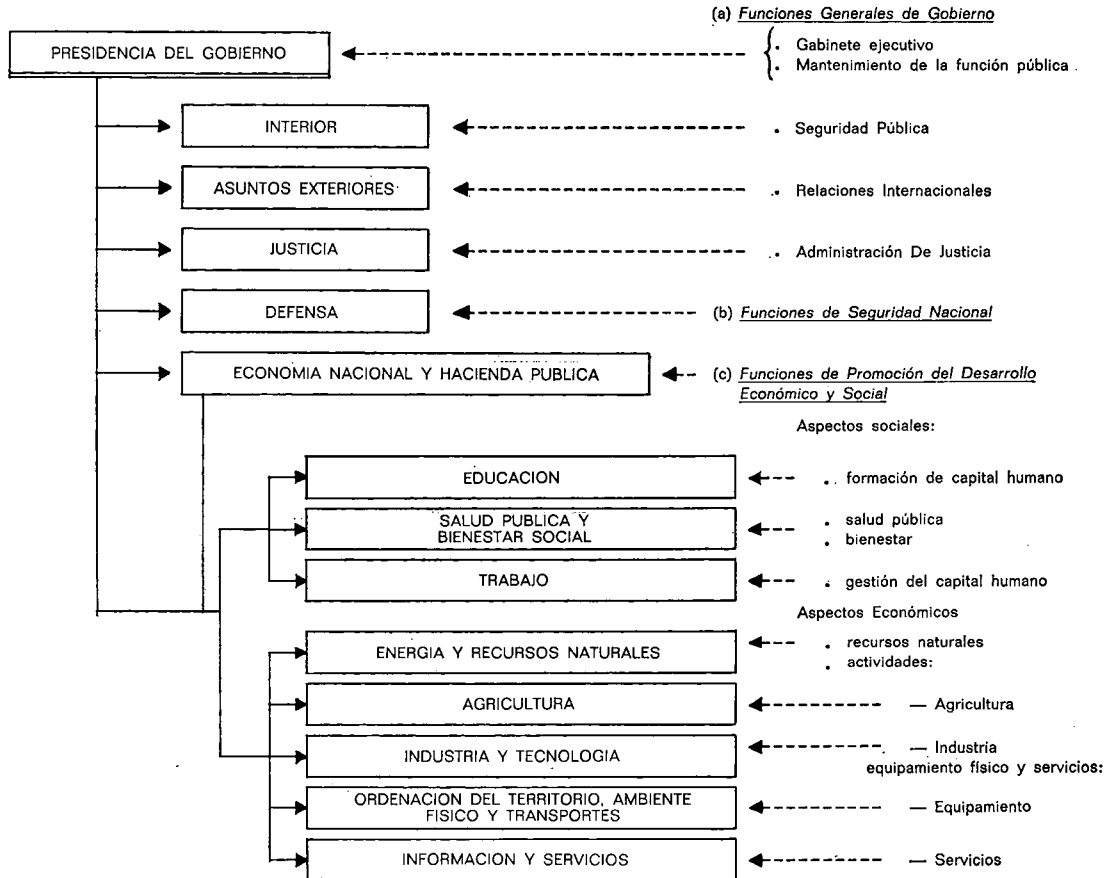 (a) Funciones Generales de Gobierno
PRESIDENCIA DEL GOBIERNO
. Gabinete ejecutivo
. Mantenimiento de la función pública .
INTERIOR
. Seguridad Pública
ASUNTOS EXTERIORES
. Relaciones Internacionales
JUSTICIA
. Administración De Justicia
DEFENSA
(b) Funciones de Seguridad Nacional
ECONOMIA NACIONAL Y HACIENDA PUBLICA
(c) Funciones de Promoción del Desarrollo
Económico y Social
Aspectos sociales:
EDUCACION
. formación de capital humano
SALUD PUBLICA Y
BIENESTAR SOCIAL
. salud pública
. bienestar
TRABAJO
. gestión del capital humano
Aspectos Económicos
ENERGIA Y RECURSOS NATURALES
. recursos naturales
. actividades:
AGRICULTURA
— Agricultura
INDUSTRIA Y TECNOLOGIA
— Industria
equipamiento físico y servicios:
ORDENACION DEL TERRITORIO, AMBIENTE
FISICO Y TRANSPORTES
— Equipamiento
INFORMACION Y SERVICIOS
— Servicios